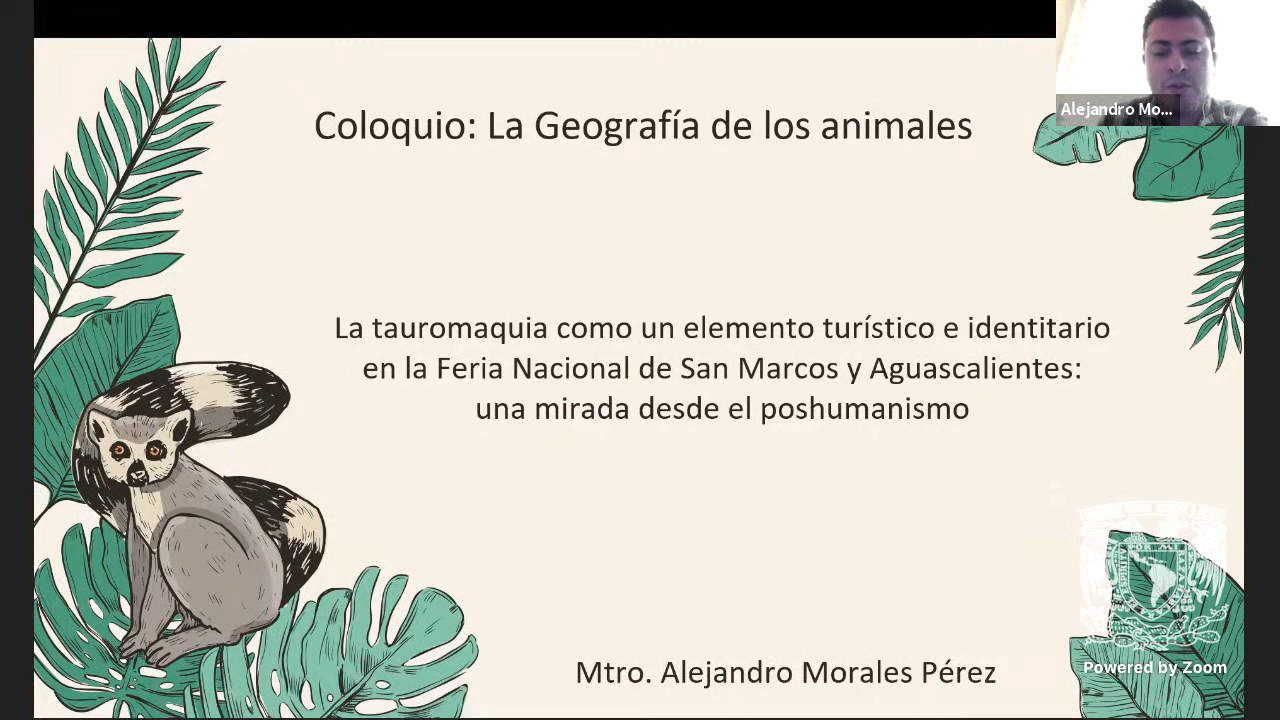 Alejandro Mo...
Coloquio: La Geografía de los animales
La tauromaquia como un elemento turístico e identitario
en la Feria Nacional de San Marcos y Aguascalientes:
una mirada desde el poshumanismo
Mtro. Alejandro Morales Pérez
Powered by Zoom